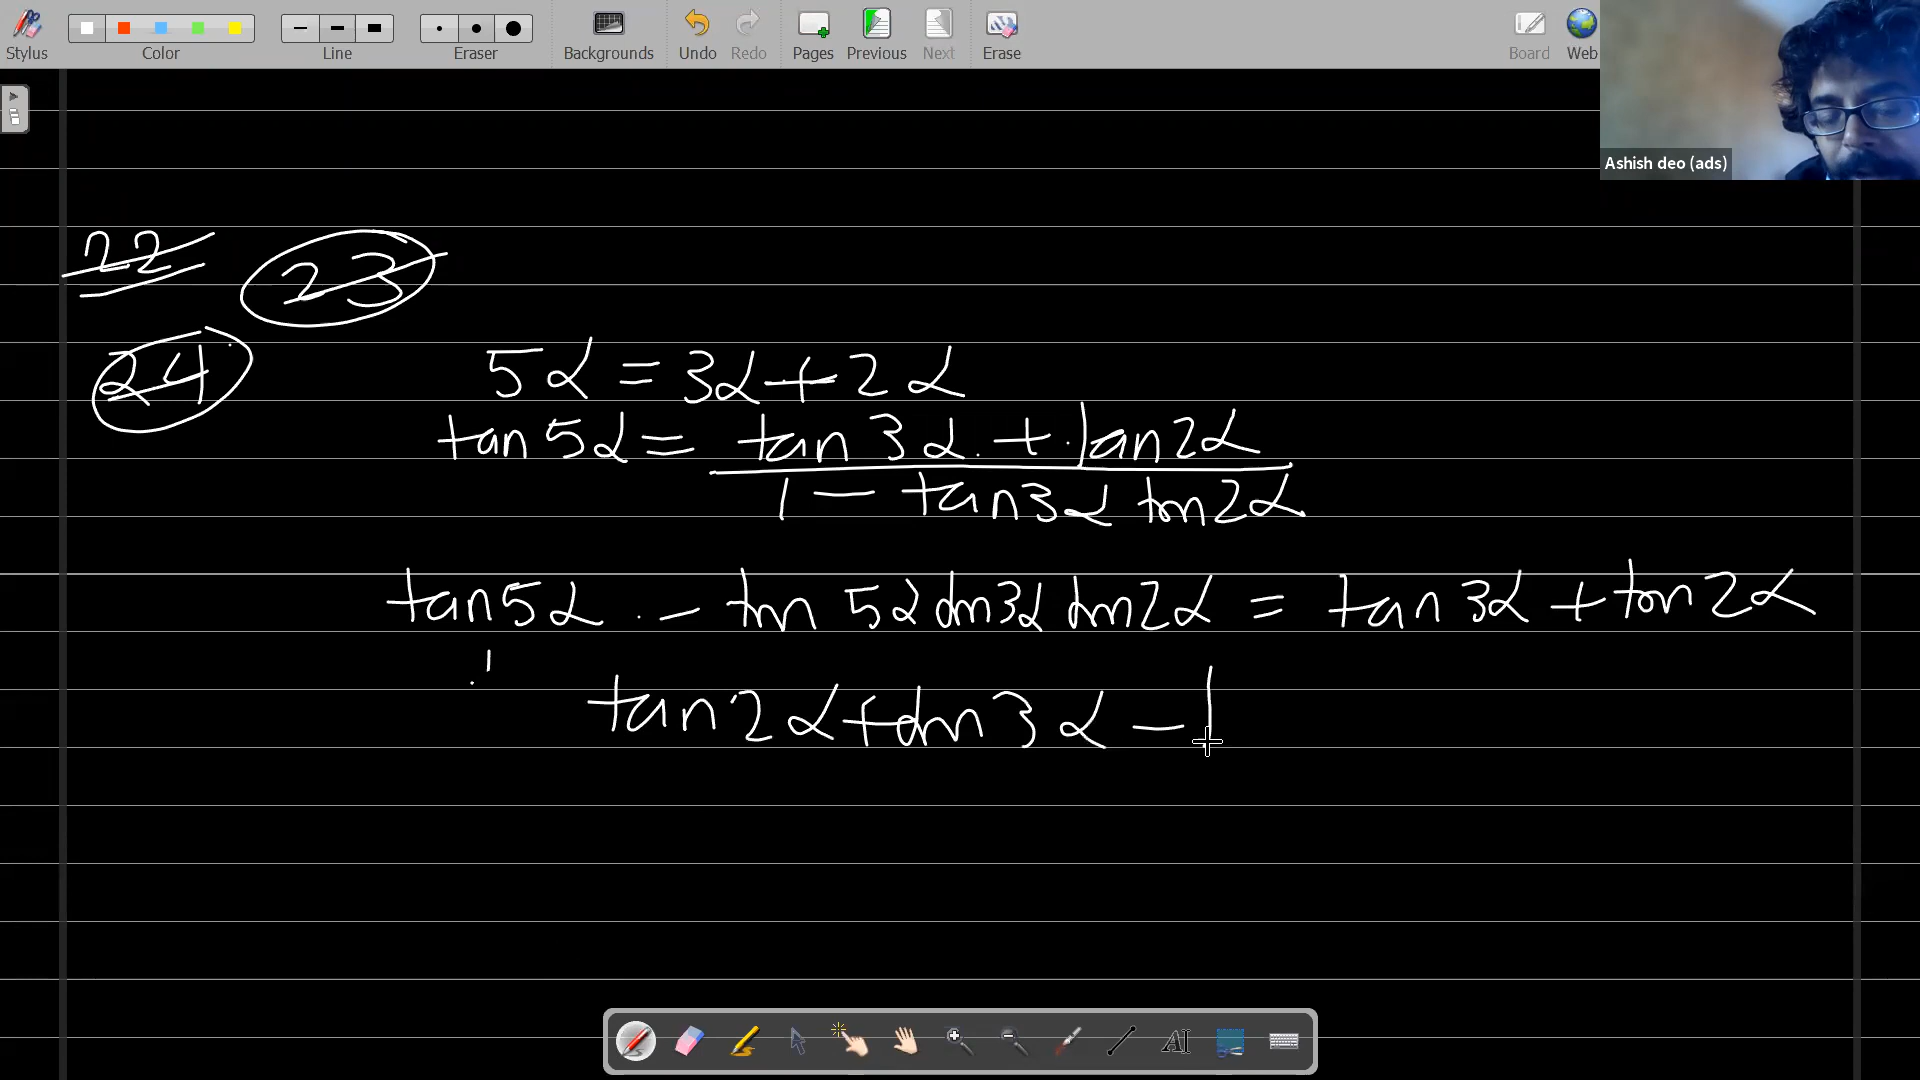 Stylus Color Line Eraser Backgrounds Undo Redo Pages Previous Next Erase Board Web
Ashish deo (ads)
22 23
24
5α = 3α + 2α
tan 5α = tan 3α + tan 2α
1 – tan 3α tan 2α
tan 5α – tan 5α tan 3α tan 2α = tan 3α + tan 2α
tan 2α + tan 3α –